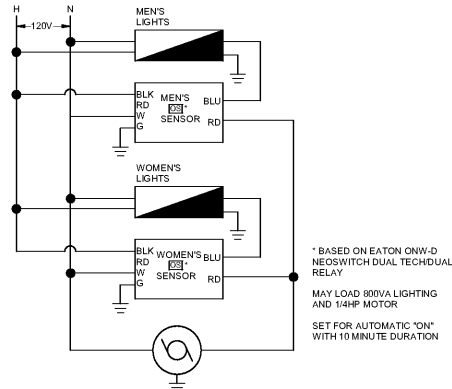 H
N
120V
MEN'S
LIGHTS
BLK
RD
W
G
MEN'S
OS *
SENSOR
BLU
RD
WOMEN'S
LIGHTS
BLK
RD
W
G
WOMEN'S
OS *
SENSOR
BLU
RD
* BASED ON EATON ONW-D
NEOSWITCH DUAL TECH/DUAL
RELAY
MAY LOAD 800VA LIGHTING
AND 1/4HP MOTOR
SET FOR AUTOMATIC "ON"
WITH 10 MINUTE DURATION